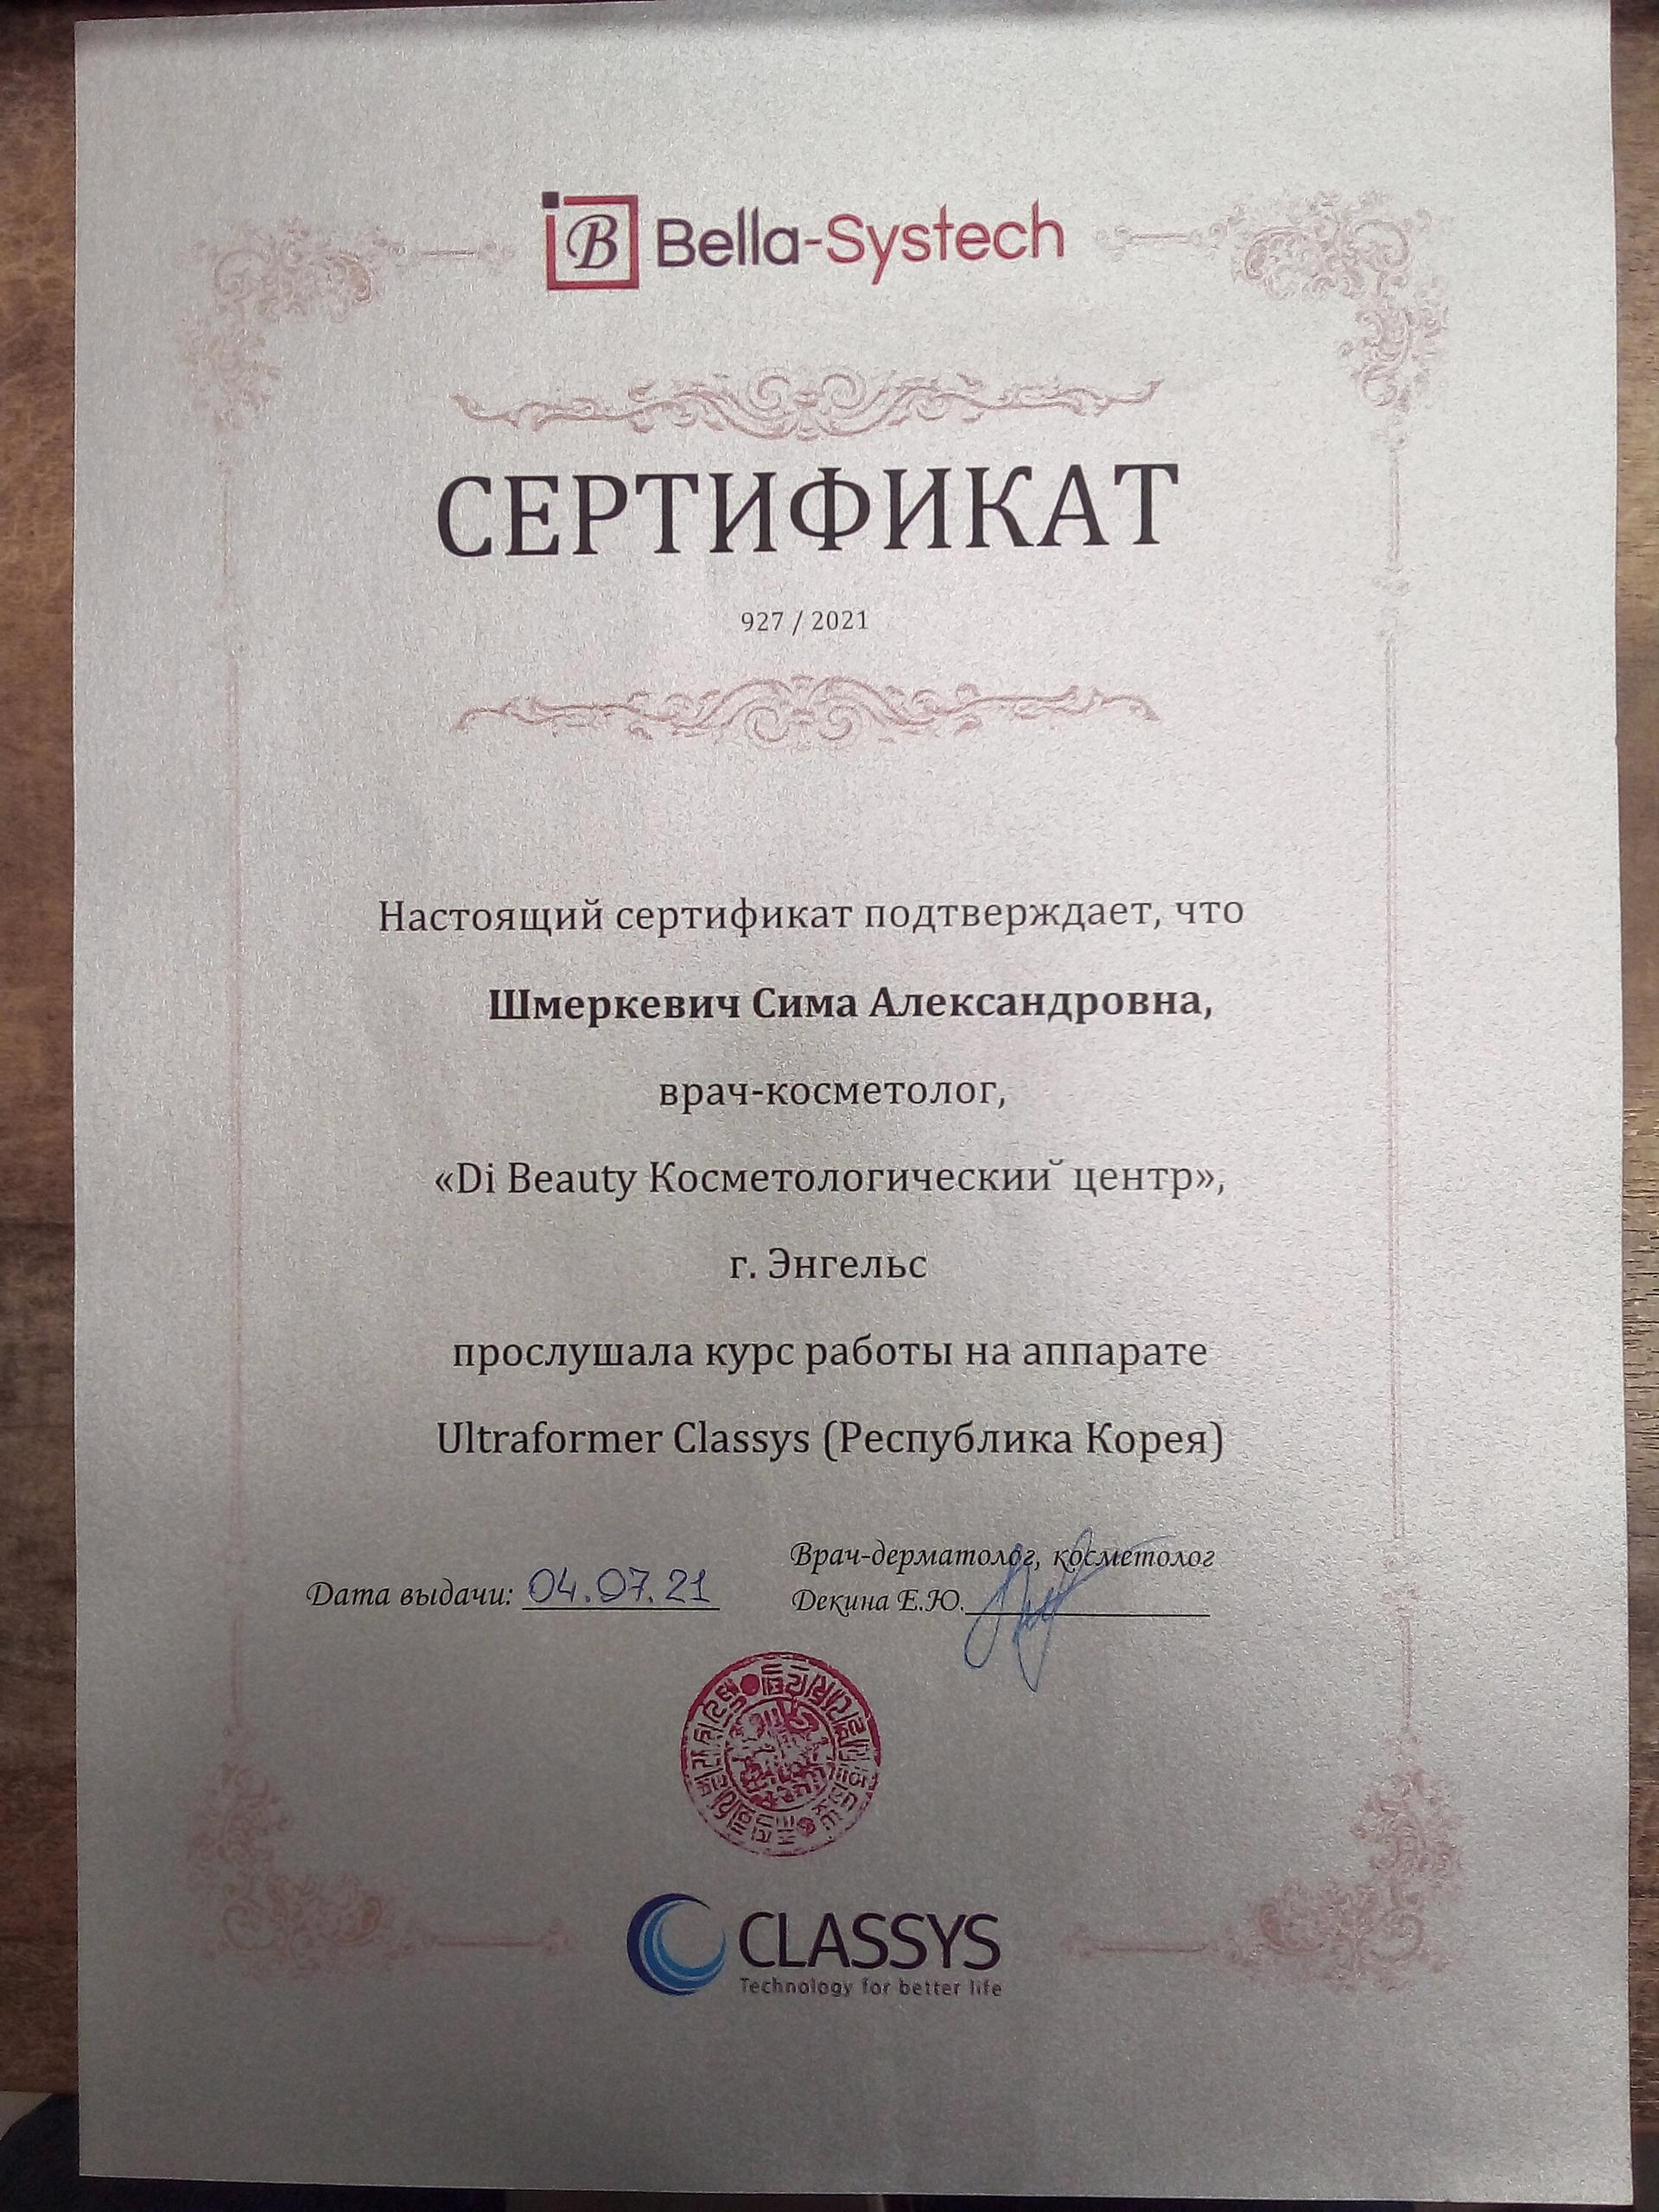 B Bella-Systech
СЕРТИФИКАТ
927 / 2021
Настоящий сертификат подтверждает, что
Шмеркевич Сима Александровна,
врач-косметолог,
«Di Beauty Косметологический центр»,
г. Энгельс
прослушала курс работы на аппарате
Ultraformer Classys (Республика Корея)
Дата выдачи: 04.07.21
Врач-дерматолог, косметолог
Декина Е.Ю.
CLASSYS
Technology for better life